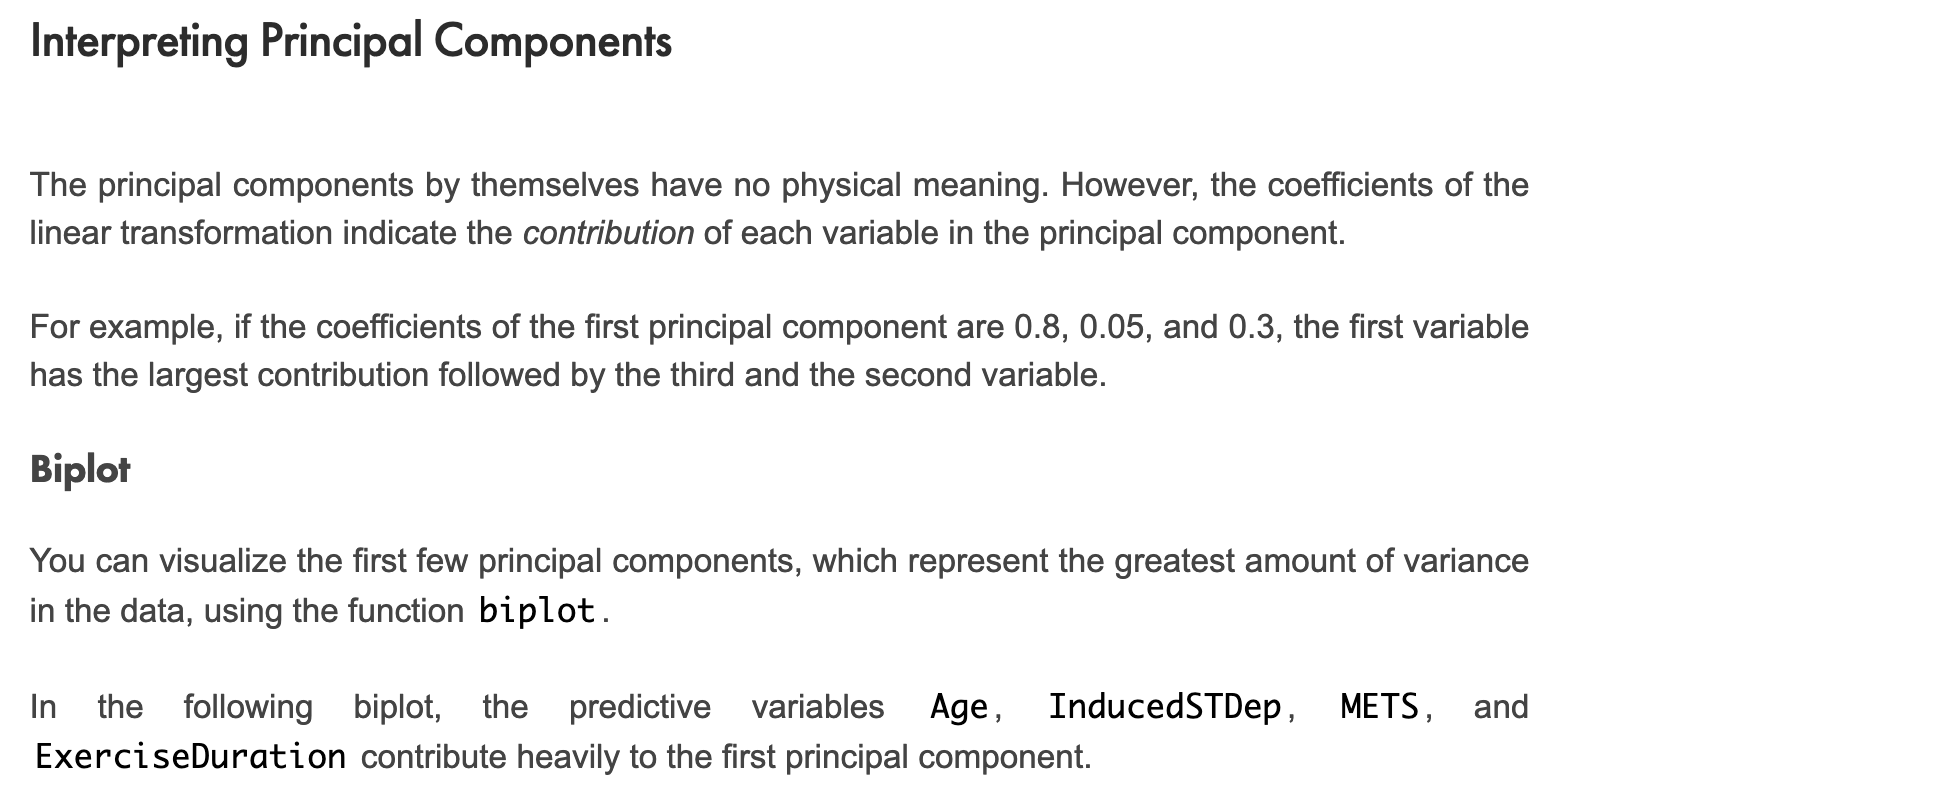 Interpreting Principal Components
The principal components by themselves have no physical meaning. However, the coefficients of the
linear transformation indicate the contribution of each variable in the principal component.
For example, if the coefficients of the first principal component are 0.8, 0.05, and 0.3, the first variable
has the largest contribution followed by the third and the second variable.
Biplot
You can visualize the first few principal components, which represent the greatest amount of variance
in the data, using the function biplot.
In the following biplot, the predictive variables Age, InducedSTDep, METS, and
ExerciseDuration contribute heavily to the first principal component.